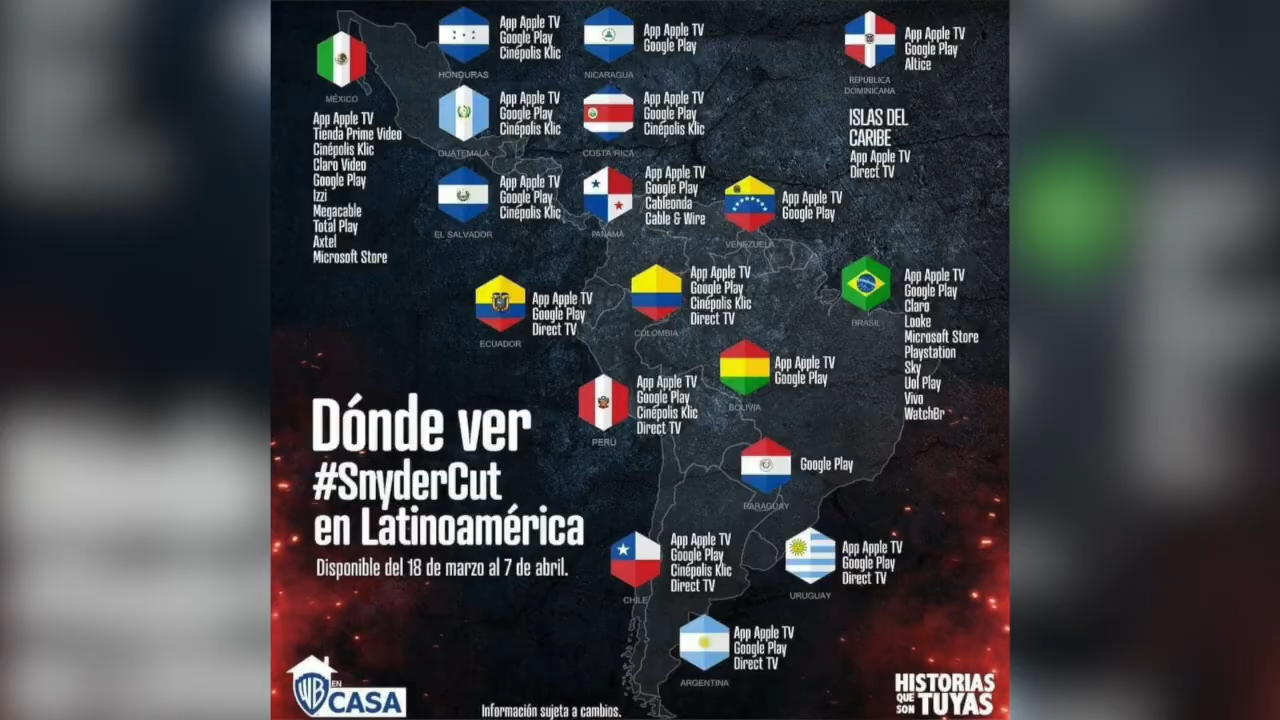 MÉXICO
App Apple TV
Tienda Prime Video
Cinépolis Klic
Claro Video
Google Play
Izzi
Megacable
Total Play
Axtel
Microsoft Store
HONDURAS
App Apple TV
Google Play
Cinépolis Klic
NICARAGUA
App Apple TV
Google Play
REPUBLICA
DOMINICANA
App Apple TV
Google Play
Altice
GUATEMALA
App Apple TV
Google Play
Cinépolis Klic
COSTA RICA
App Apple TV
Google Play
Cinépolis Klic
ISLAS DEL
CARIBE
App Apple TV
Direct TV
EL SALVADOR
App Apple TV
Google Play
Cinépolis Klic
PANAMÁ
App Apple TV
Google Play
Cableonda
Cable & Wire
VENEZUELA
App Apple TV
Google Play
ECUADOR
App Apple TV
Google Play
Direct TV
COLOMBIA
App Apple TV
Google Play
Cinépolis Klic
Direct TV
BRASIL
App Apple TV
Google Play
Claro
Looke
Microsoft Store
Playstation
Sky
Uol Play
Vivo
WatchBr
BOLIVIA
App Apple TV
Google Play
PERÚ
App Apple TV
Google Play
Cinépolis Klic
Direct TV
PARAGUAY
Google Play
Dónde ver
#SnyderCut
en Latinoamérica
Disponible del 18 de marzo al 7 de abril.
CHILE
App Apple TV
Google Play
Cinépolis Klic
Direct TV
URUGUAY
App Apple TV
Google Play
Direct TV
ARGENTINA
App Apple TV
Google Play
Direct TV
WB EN CASA
Información sujeta a cambios.
HISTORIAS
QUE SON TUYAS